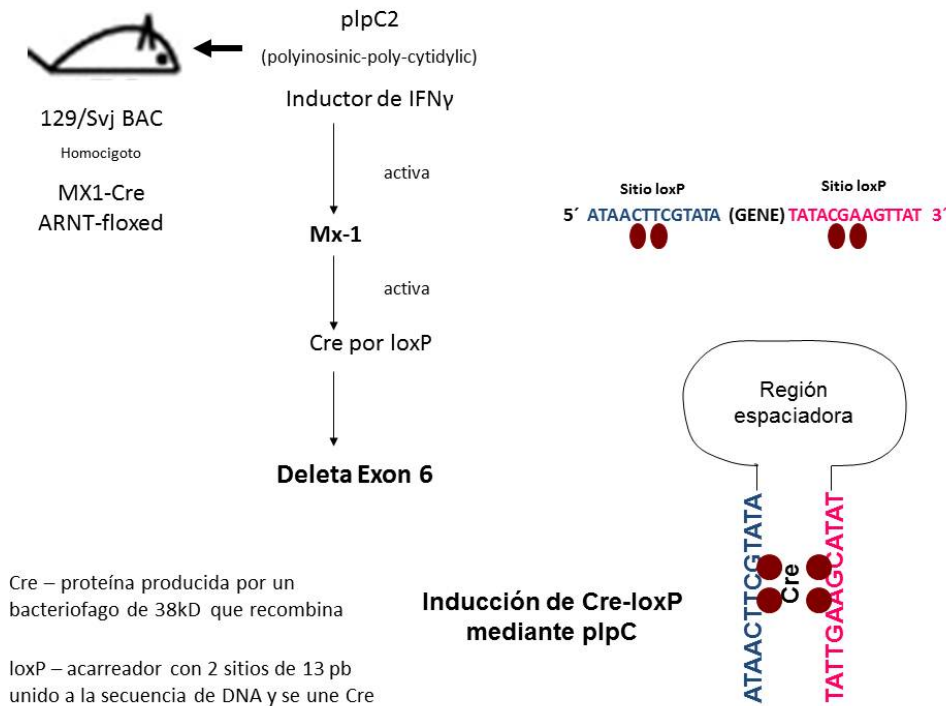 pIpC2
(polyinosinic-poly-cytidylic)
Inductor de IFNγ
129/Svj BAC
Homocigoto
MX1-Cre
ARNT-floxed
activa
Mx-1
activa
Cre por loxP
Deleta Exon 6
Sitio loxP
Sitio loxP
5´ ATAACTTCGTATA (GENE) TATACGAAGTTAT 3´
Región
espaciadora
ATAACTTCGTATA
Cre
TATTGAAGCATAT
Inducción de Cre-loxP
mediante pIpC
Cre – proteína producida por un
bacteriofago de 38kD que recombina
loxP – acarreador con 2 sitios de 13 pb
unido a la secuencia de DNA y se une Cre